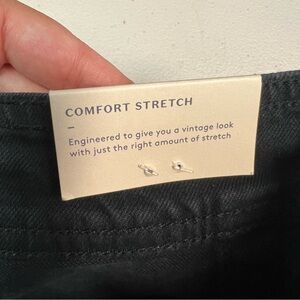 COMFORT STRETCH
–
Engineered to give you a vintage look
with just the right amount of stretch